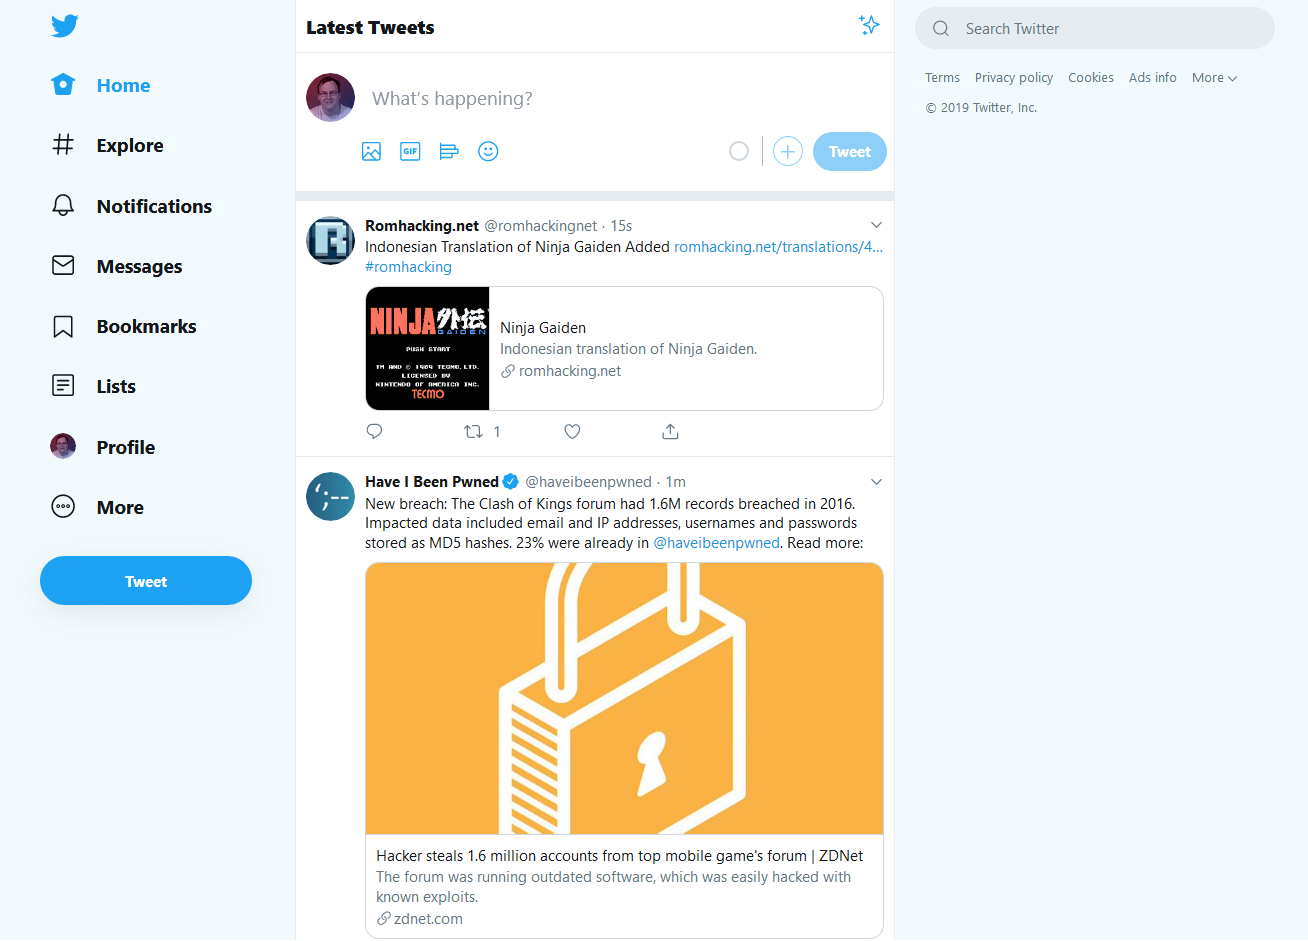 Latest Tweets
Search Twitter
Home
Explore
Notifications
Messages
Bookmarks
Lists
Profile
More
Tweet
What's happening?
GIF
Tweet
Romhacking.net @romhackingnet · 15s
Indonesian Translation of Ninja Gaiden Added romhacking.net/translations/4...
#romhacking
NINJA外伝
GAIDEN
PUSH START
TM AND © 1989 TECMO,LTD.
LICENSED BY
NINTENDO OF AMERICA INC.
TECMO
Ninja Gaiden
Indonesian translation of Ninja Gaiden.
romhacking.net
1
Have I Been Pwned @haveibeenpwned · 1m
New breach: The Clash of Kings forum had 1.6M records breached in 2016.
Impacted data included email and IP addresses, usernames and passwords
stored as MD5 hashes. 23% were already in @haveibeenpwned. Read more:
Hacker steals 1.6 million accounts from top mobile game's forum | ZDNet
The forum was running outdated software, which was easily hacked with
known exploits.
zdnet.com
Terms Privacy policy Cookies Ads info More
© 2019 Twitter, Inc.